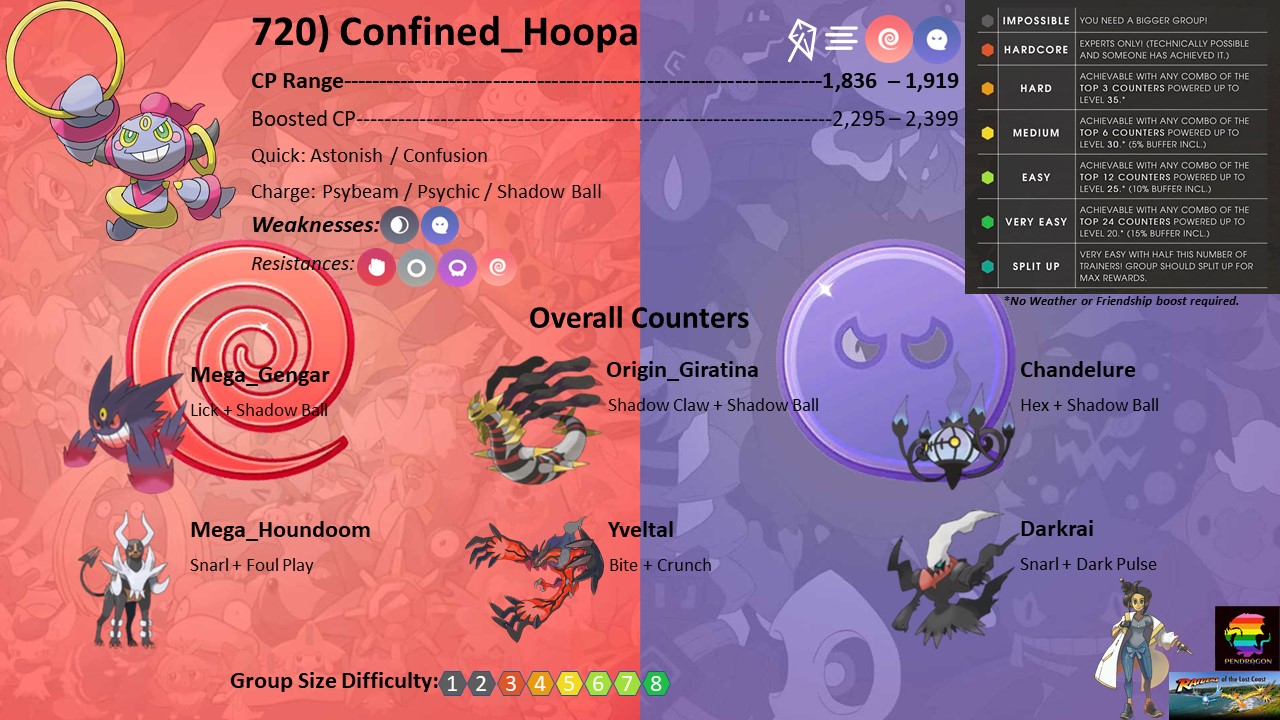 720) Confined_Hoopa
CP Range--------------------------------------------------------------------1,836 – 1,919
Boosted CP--------------------------------------------------------------------2,295 – 2,399
Quick: Astonish / Confusion
Charge: Psybeam / Psychic / Shadow Ball
Weaknesses:
Resistances:
IMPOSSIBLE YOU NEED A BIGGER GROUP!
HARDCORE EXPERTS ONLY! (TECHNICALLY POSSIBLE
AND SOMEONE HAS ACHIEVED IT.)
HARD ACHIEVABLE WITH ANY COMBO OF THE
TOP 3 COUNTERS POWERED UP TO
LEVEL 35.*
MEDIUM ACHIEVABLE WITH ANY COMBO OF THE
TOP 6 COUNTERS POWERED UP TO
LEVEL 30.* (5% BUFFER INCL.)
EASY ACHIEVABLE WITH ANY COMBO OF THE
TOP 12 COUNTERS POWERED UP TO
LEVEL 25.* (10% BUFFER INCL.)
VERY EASY ACHIEVABLE WITH ANY COMBO OF THE
TOP 24 COUNTERS POWERED UP TO
LEVEL 20.* (15% BUFFER INCL.)
SPLIT UP VERY EASY WITH HALF THIS NUMBER OF
TRAINERS! GROUP SHOULD SPLIT UP FOR
MAX REWARDS.
*No Weather or Friendship boost required.
Overall Counters
Mega_Gengar
Lick + Shadow Ball
Origin_Giratina
Shadow Claw + Shadow Ball
Chandelure
Hex + Shadow Ball
Mega_Houndoom
Snarl + Foul Play
Yveltal
Bite + Crunch
Darkrai
Snarl + Dark Pulse
Group Size Difficulty: 1 2 3 4 5 6 7 8
PENDRAGON
RAIDERS of the Lost Coast